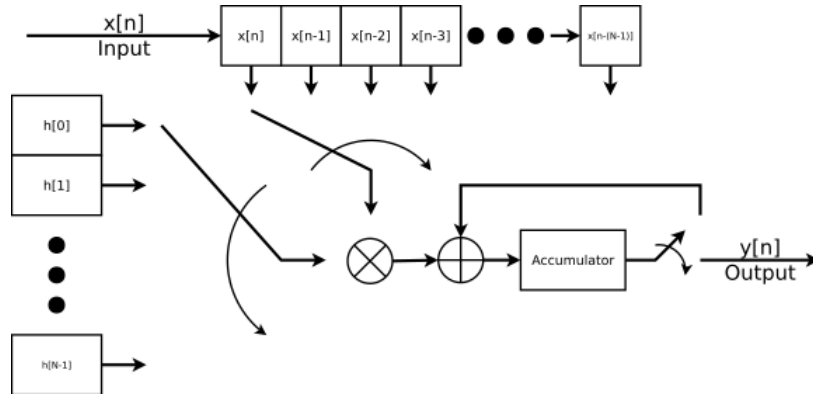 x[n]
Input
x[n] x[n-1] x[n-2] x[n-3] x[n-(N-1)]
h[0]
h[1]
h[N-1]
Accumulator
y[n]
Output